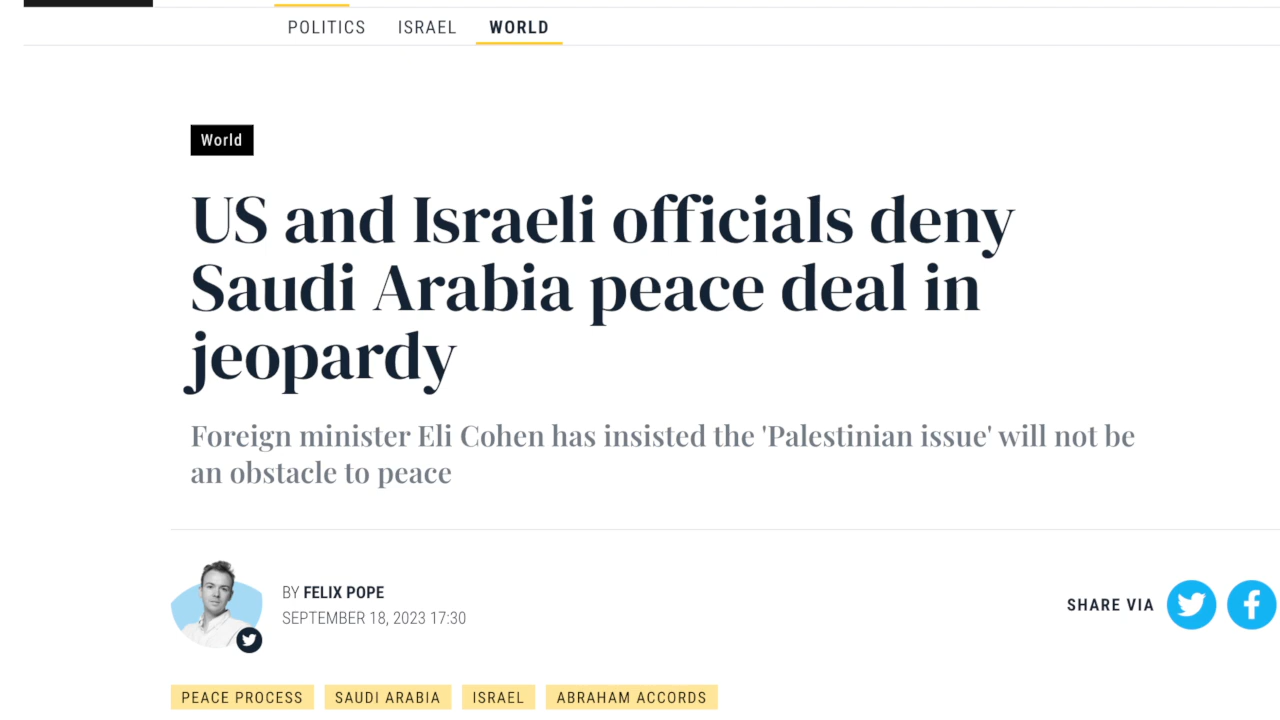 POLITICS ISRAEL WORLD
World
US and Israeli officials deny
Saudi Arabia peace deal in
jeopardy
Foreign minister Eli Cohen has insisted the 'Palestinian issue' will not be
an obstacle to peace
BY FELIX POPE
SEPTEMBER 18, 2023 17:30
SHARE VIA
PEACE PROCESS SAUDI ARABIA ISRAEL ABRAHAM ACCORDS